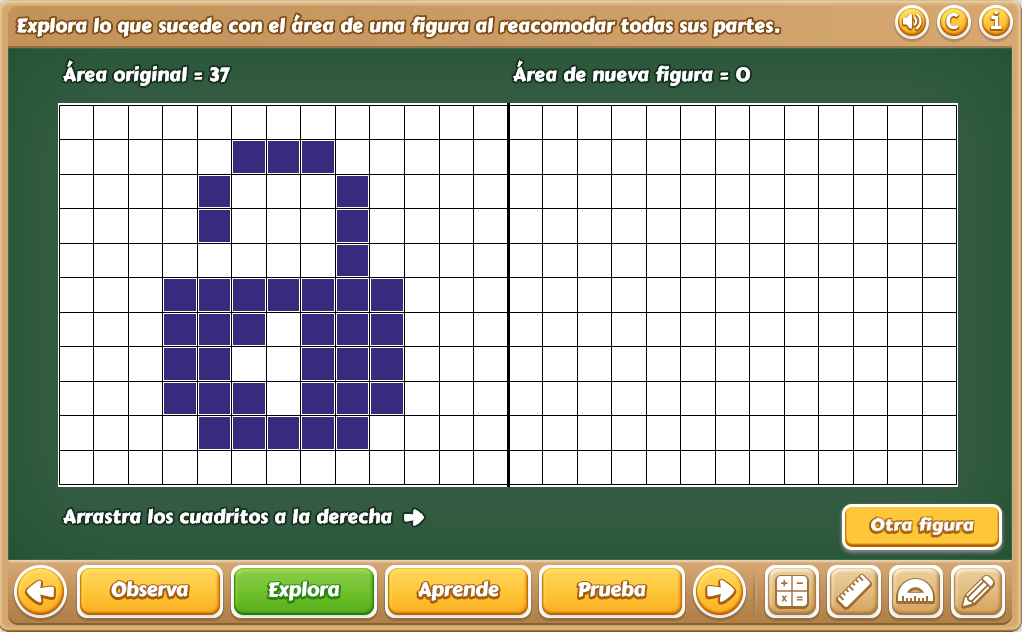 Explora lo que sucede con el área de una figura al reacomodar todas sus partes.
C
i
Área original = 37
Área de nueva figura = 0
Arrastra los cuadritos a la derecha
Otra figura
Observa
Explora
Aprende
Prueba
+ -
x =